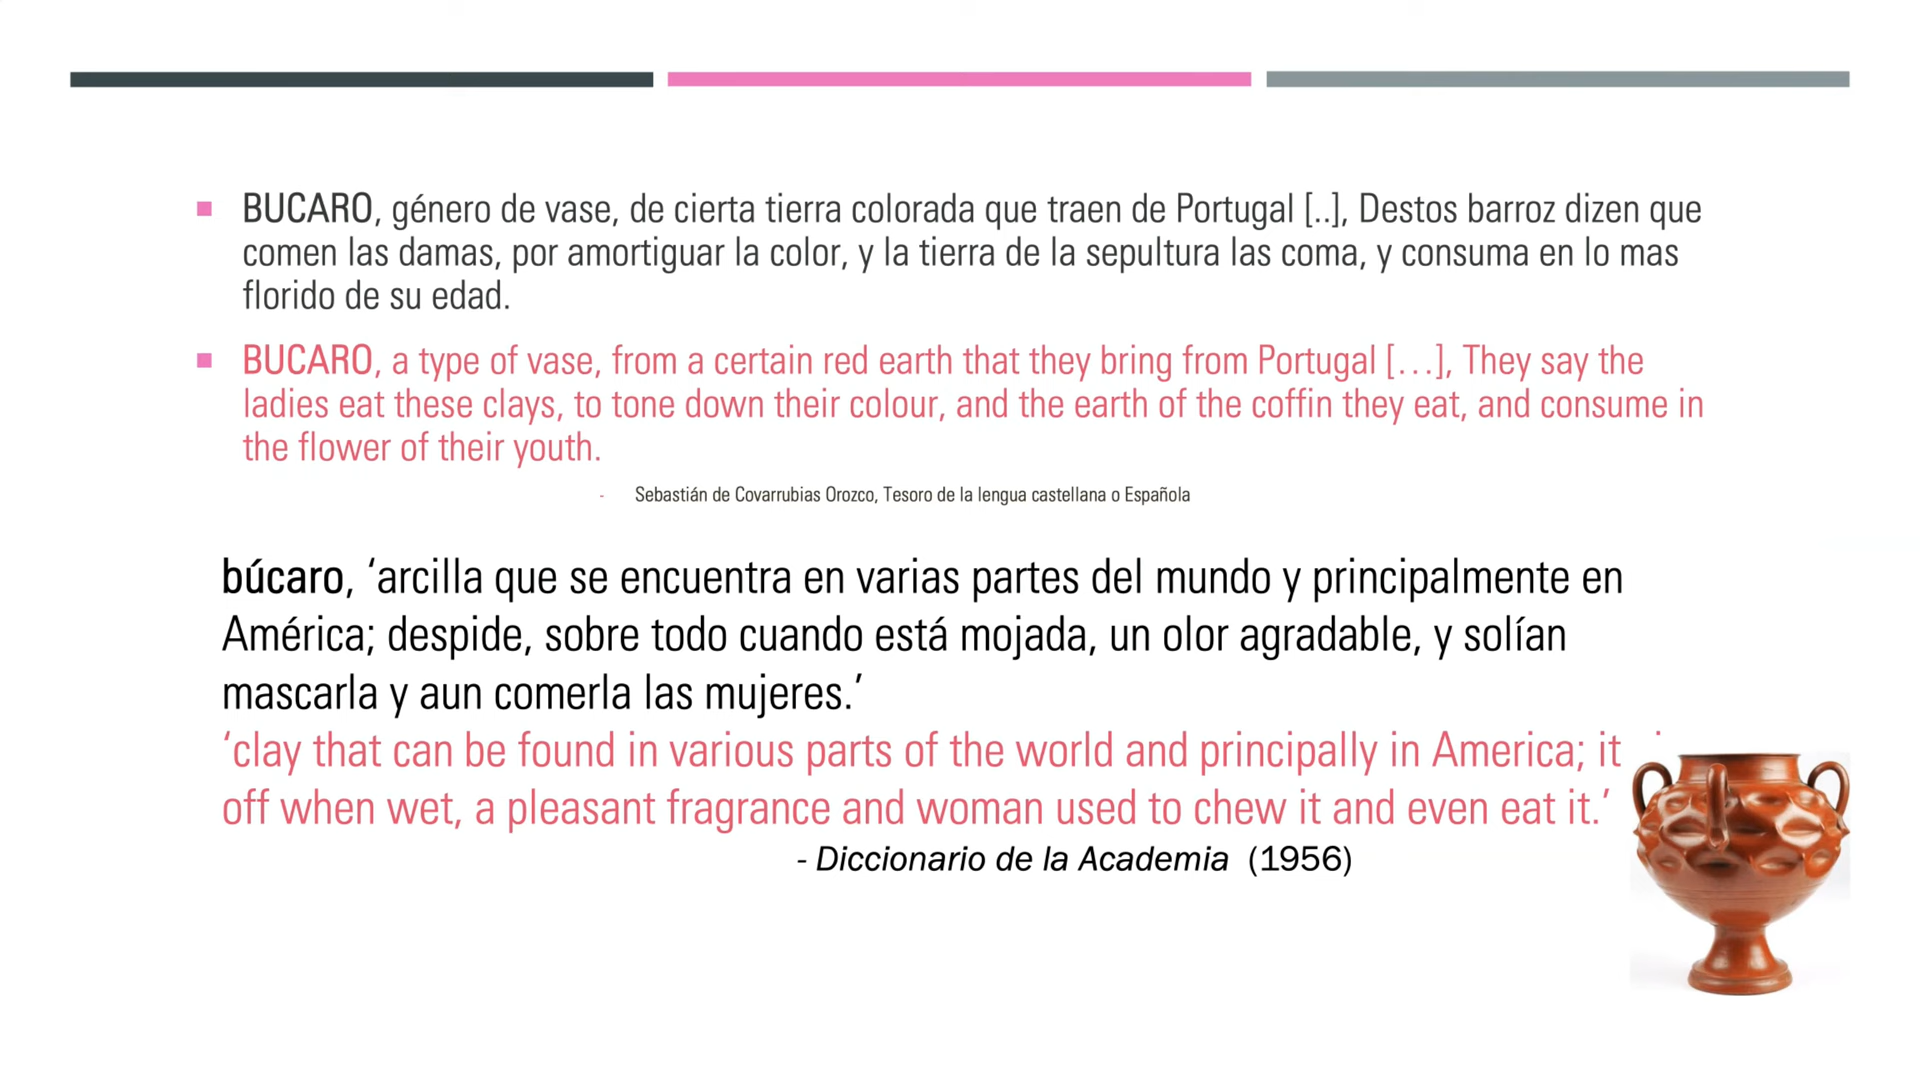 BUCARO, género de vase, de cierta tierra colorada que traen de Portugal [..], Destos barroz dizen que
comen las damas, por amortiguar la color, y la tierra de la sepultura las coma, y consuma en lo mas
florido de su edad.
BUCARO, a type of vase, from a certain red earth that they bring from Portugal […], They say the
ladies eat these clays, to tone down their colour, and the earth of the coffin they eat, and consume in
the flower of their youth.
- Sebastián de Covarrubias Orozco, Tesoro de la lengua castellana o Española
búcaro, ‘arcilla que se encuentra en varias partes del mundo y principalmente en
América; despide, sobre todo cuando está mojada, un olor agradable, y solían
mascarla y aun comerla las mujeres.’
‘clay that can be found in various parts of the world and principally in America; it
off when wet, a pleasant fragrance and woman used to chew it and even eat it.’
- Diccionario de la Academia (1956)